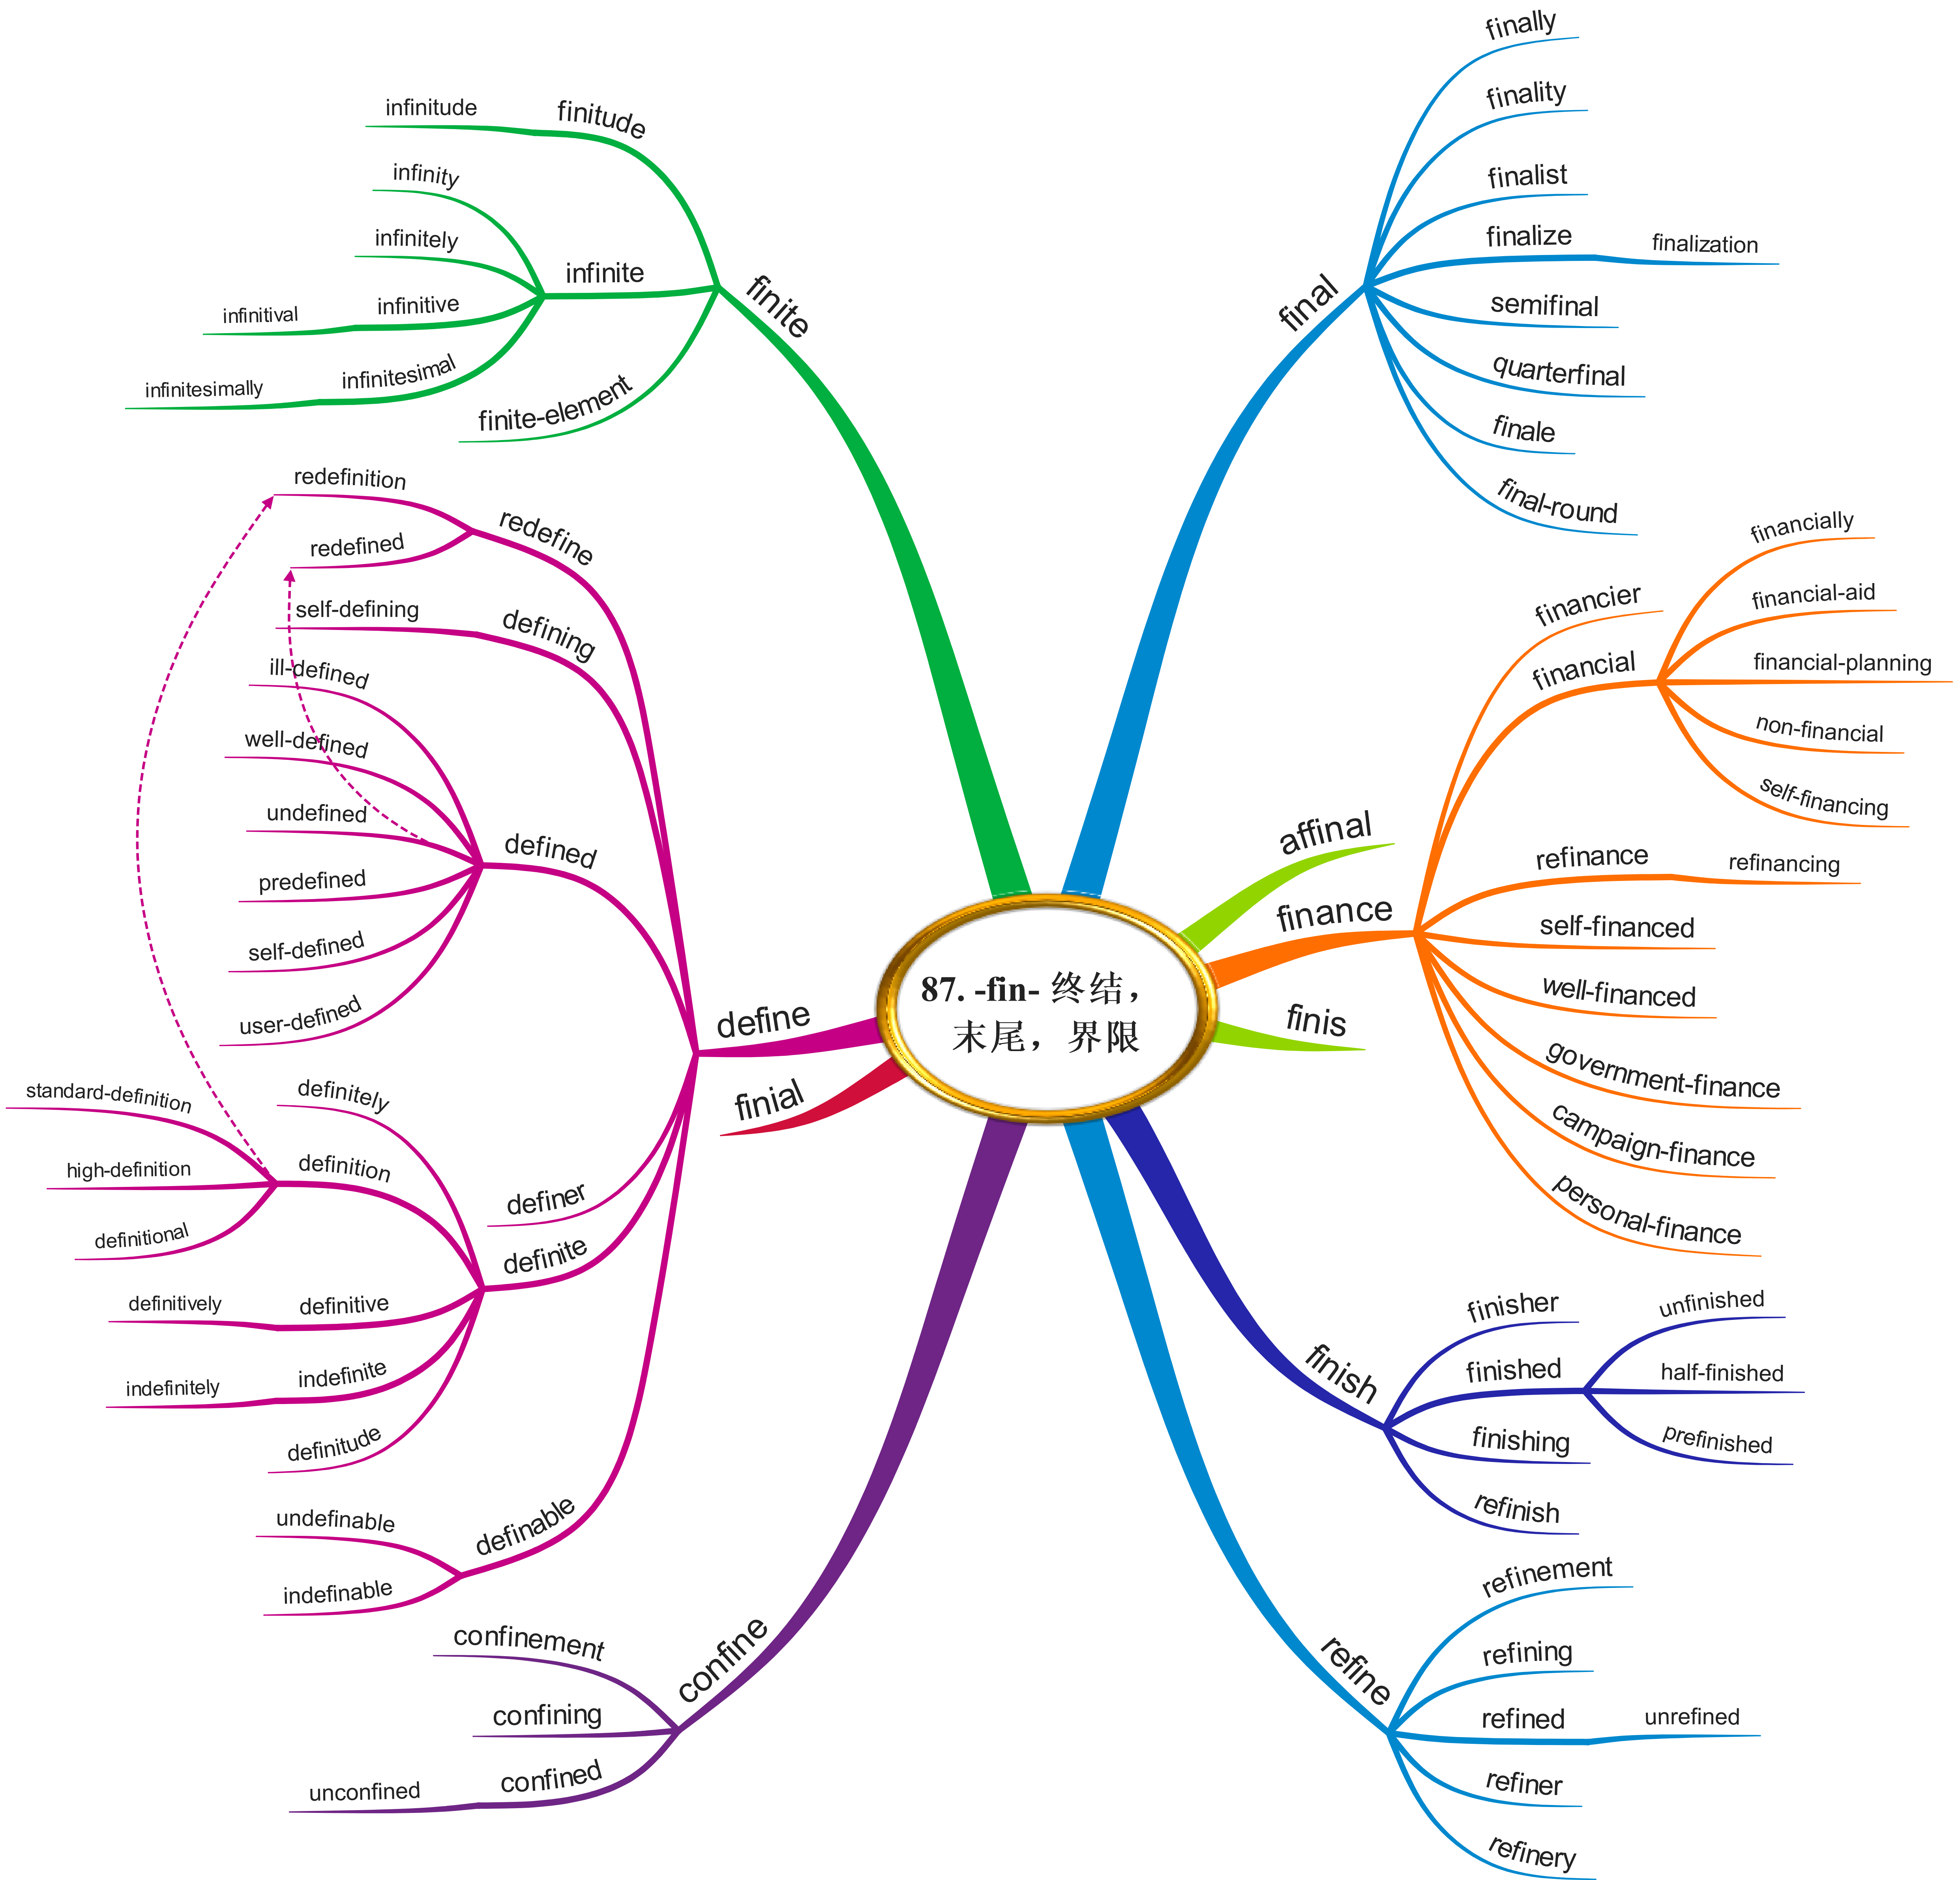 87. -fin- 终结，
末尾，界限
final
finally
finality
finalist
finalize
finalization
semifinal
quarterfinal
finale
final-round
affinal
finance
financier
financial
financially
financial-aid
financial-planning
non-financial
self-financing
refinance
refinancing
self-financed
well-financed
government-finance
campaign-finance
personal-finance
finis
finish
finisher
finished
unfinished
half-finished
prefinished
finishing
refinish
refine
refinement
refining
refined
unrefined
refiner
refinery
finite
finitude
infinitude
infinite
infinity
infinitely
infinitive
infinitival
infinitesimal
infinitesimally
finite-element
define
redefine
redefinition
redefined
defining
self-defining
defined
ill-defined
well-defined
undefined
predefined
self-defined
user-defined
definer
definite
definitely
definition
standard-definition
high-definition
definitional
definitive
definitively
indefinite
indefinitely
definitude
definable
undefinable
indefinable
finial
confine
confinement
confining
confined
unconfined